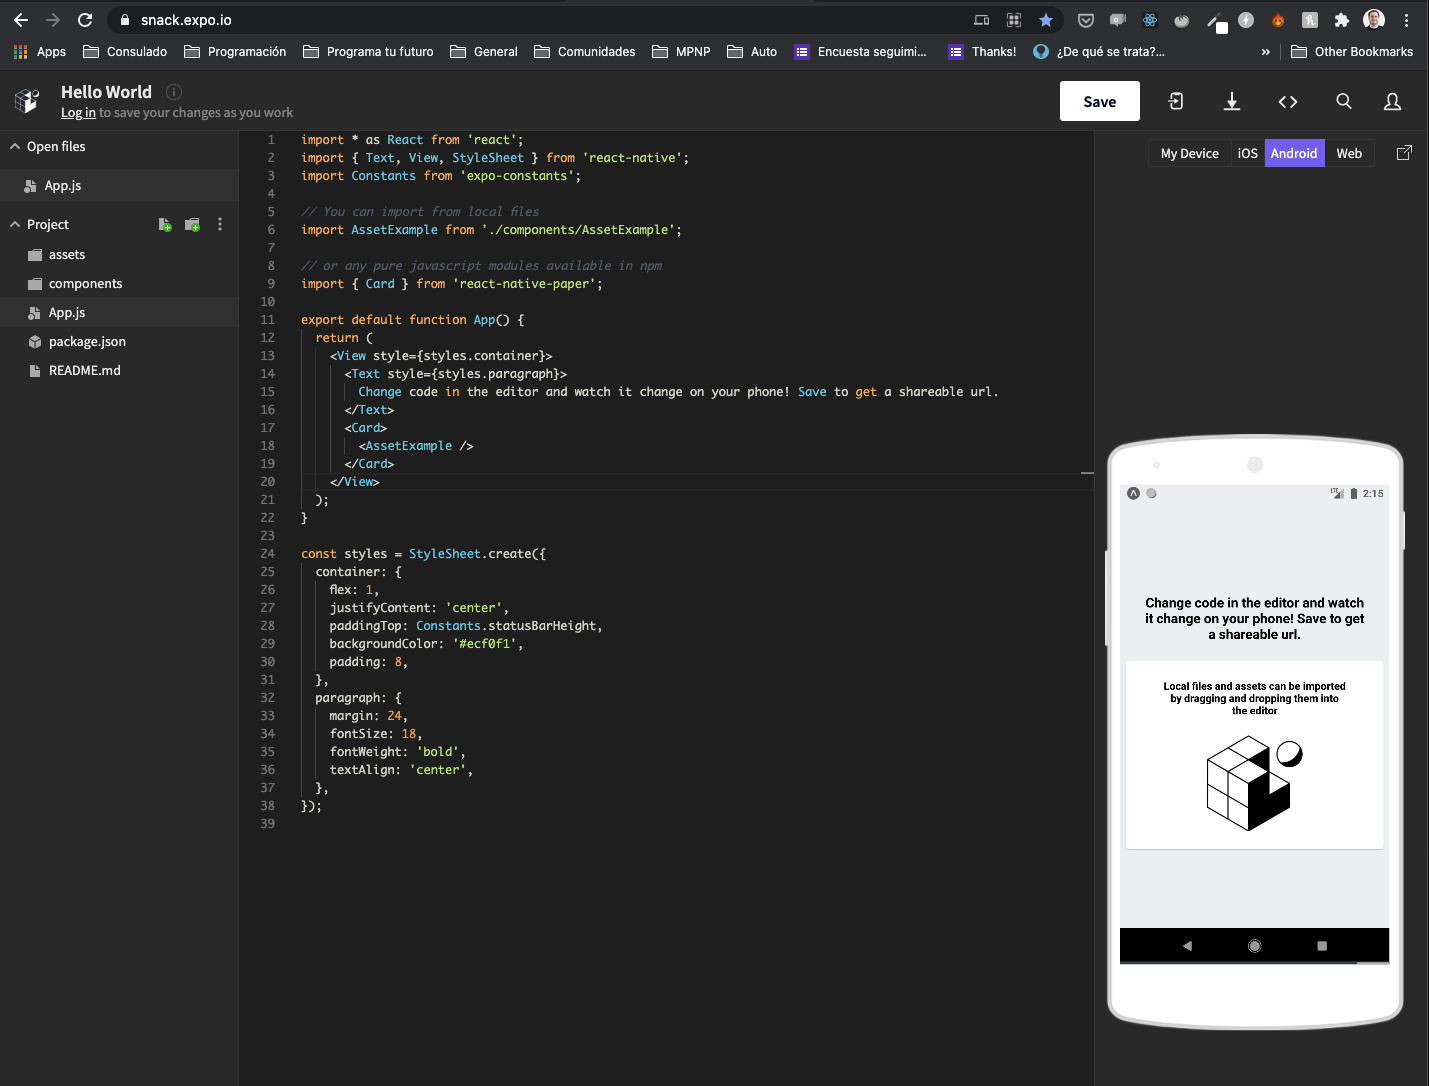 snack.expo.io
Apps Consulado Programación Programa tu futuro General Comunidades MPNP Auto Encuesta seguimi... Thanks! ¿De qué se trata?... » Other Bookmarks
Hello World
Log in to save your changes as you work
Save
Open files
App.js
Project
assets
components
App.js
package.json
README.md
1 import * as React from 'react';
2 import { Text, View, StyleSheet } from 'react-native';
3 import Constants from 'expo-constants';
4
5 // You can import from local files
6 import AssetExample from './components/AssetExample';
7
8 // or any pure javascript modules available in npm
9 import { Card } from 'react-native-paper';
10
11 export default function App() {
12 return (
13 <View style={styles.container}>
14 <Text style={styles.paragraph}>
15 Change code in the editor and watch it change on your phone! Save to get a shareable url.
16 </Text>
17 <Card>
18 <AssetExample />
19 </Card>
20 </View>
21 );
22 }
23
24 const styles = StyleSheet.create({
25 container: {
26 flex: 1,
27 justifyContent: 'center',
28 paddingTop: Constants.statusBarHeight,
29 backgroundColor: '#ecf0f1',
30 padding: 8,
31 },
32 paragraph: {
33 margin: 24,
34 fontSize: 18,
35 fontWeight: 'bold',
36 textAlign: 'center',
37 },
38 });
39
My Device iOS Android Web
LTE 2:15
Change code in the editor and watch
it change on your phone! Save to get
a shareable url.
Local files and assets can be imported
by dragging and dropping them into
the editor